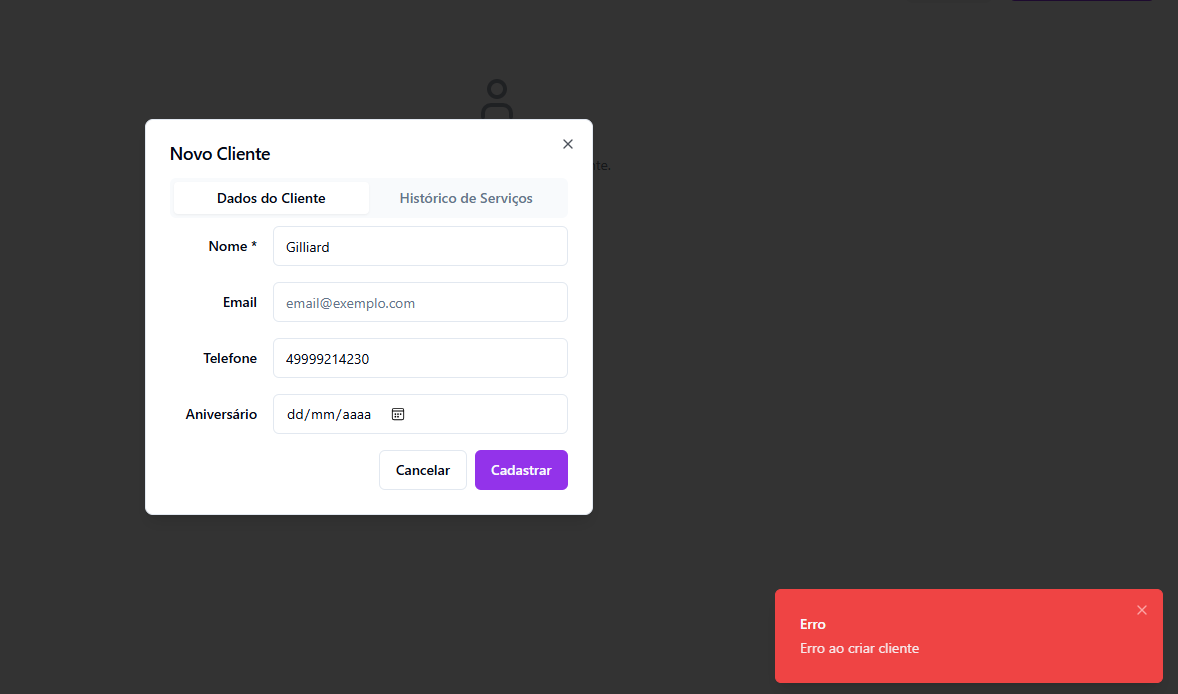 Novo Cliente
Dados do Cliente Histórico de Serviços
Nome * Gilliard
Email email@exemplo.com
Telefone 49999214230
Aniversário dd/mm/aaaa
Cancelar Cadastrar
Erro
Erro ao criar cliente